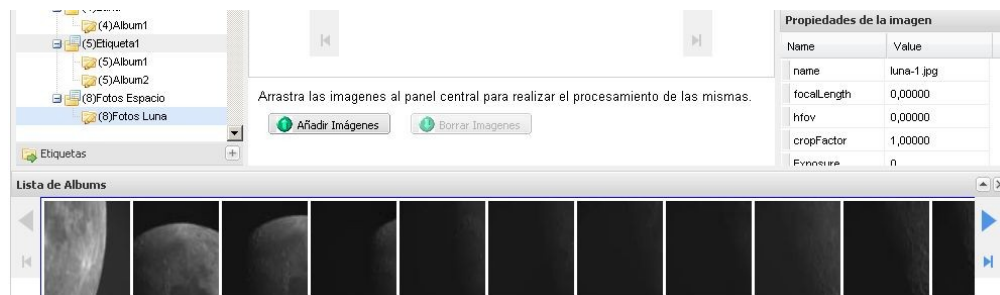 (4)Album1
(5)Etiqueta1
(5)Album1
(5)Album2
(8)Fotos Espacio
(8)Fotos Luna
Etiquetas
Arrastra las imagenes al panel central para realizar el procesamiento de las mismas.
Añadir Imágenes
Borrar Imagenes
Propiedades de la imagen
Name Value
name luna-1.jpg
focalLength 0,00000
hfov 0,00000
cropFactor 1,00000
Exposure 0
Lista de Albums